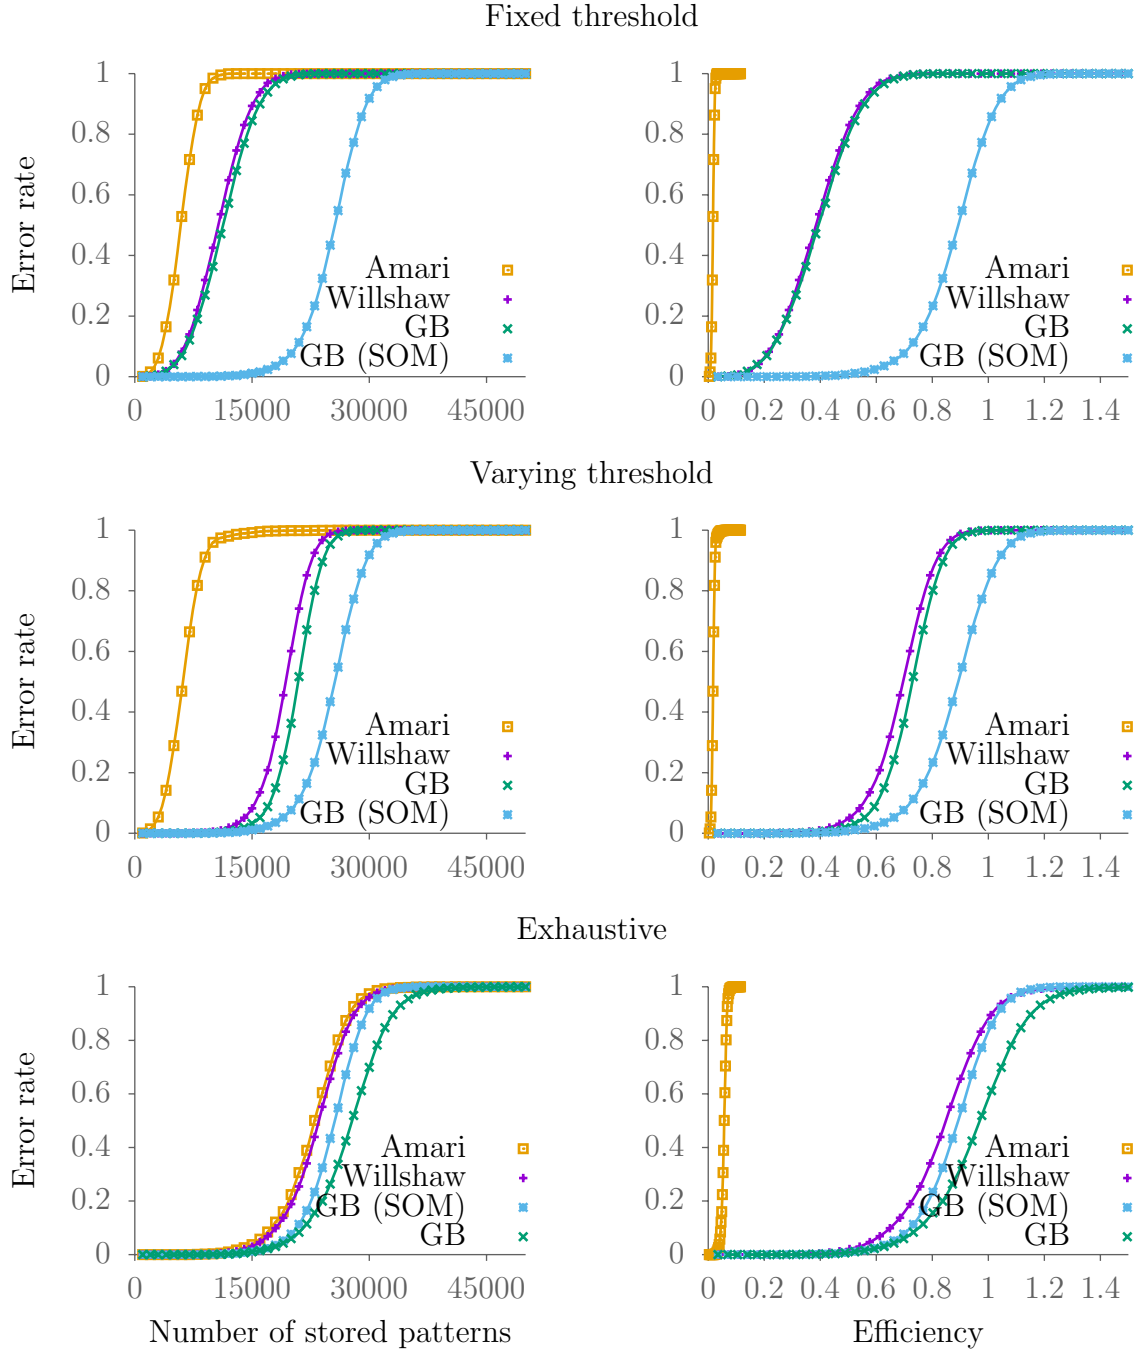 Fixed threshold
1
0.8
0.6
0.4
0.2
0
Error rate
Amari
Willshaw
GB
GB (SOM)
0 15000 30000 45000
1
0.8
0.6
0.4
0.2
0
Amari
Willshaw
GB
GB (SOM)
0 0.2 0.4 0.6 0.8 1 1.2 1.4
Varying threshold
1
0.8
0.6
0.4
0.2
0
Error rate
Amari
Willshaw
GB
GB (SOM)
0 15000 30000 45000
1
0.8
0.6
0.4
0.2
0
Amari
Willshaw
GB
GB (SOM)
0 0.2 0.4 0.6 0.8 1 1.2 1.4
Exhaustive
1
0.8
0.6
0.4
0.2
0
Error rate
Amari
Willshaw
GB (SOM)
GB
0 15000 30000 45000
Number of stored patterns
1
0.8
0.6
0.4
0.2
0
Amari
Willshaw
GB (SOM)
GB
0 0.2 0.4 0.6 0.8 1 1.2 1.4
Efficiency